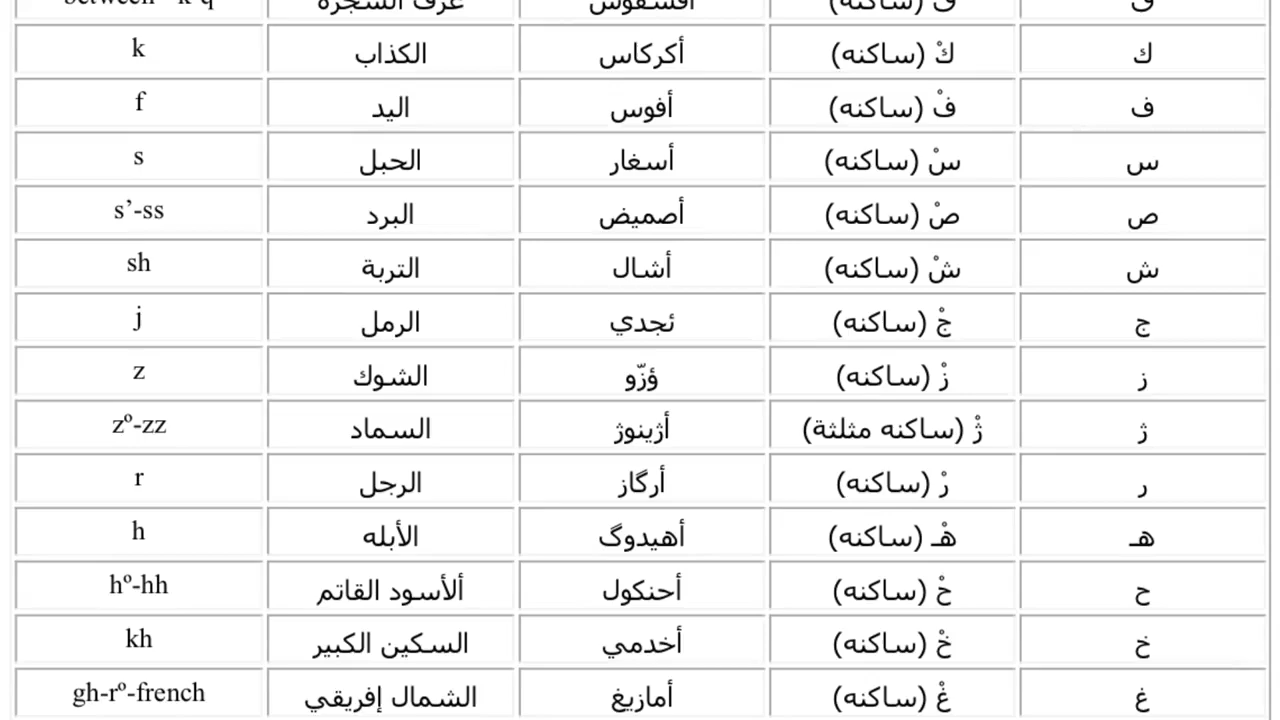 ك كْ (ساكنه) أكركاس الكذاب k
ف فْ (ساكنه) أفوس اليد f
س سْ (ساكنه) أسغار الحبل s
ص صْ (ساكنه) أصميض البرد s’-ss
ش شْ (ساكنه) أشال التربة sh
ج جْ (ساكنه) ئجدي الرمل j
ز زْ (ساكنه) ؤزّو الشوك z
ژ ژْ (ساكنه مثلثة) أژينوژ السماد zº-zz
ر رْ (ساكنه) أرگاز الرجل r
هـ هْـ (ساكنه) أهيدوگ الأبله h
ح حْ (ساكنه) أحنكول ألأسود القاتم hº-hh
خ خْ (ساكنه) أخدمي السكين الكبير kh
غ غْ (ساكنه) أمازيغ الشمال إفريقي gh-rº-french